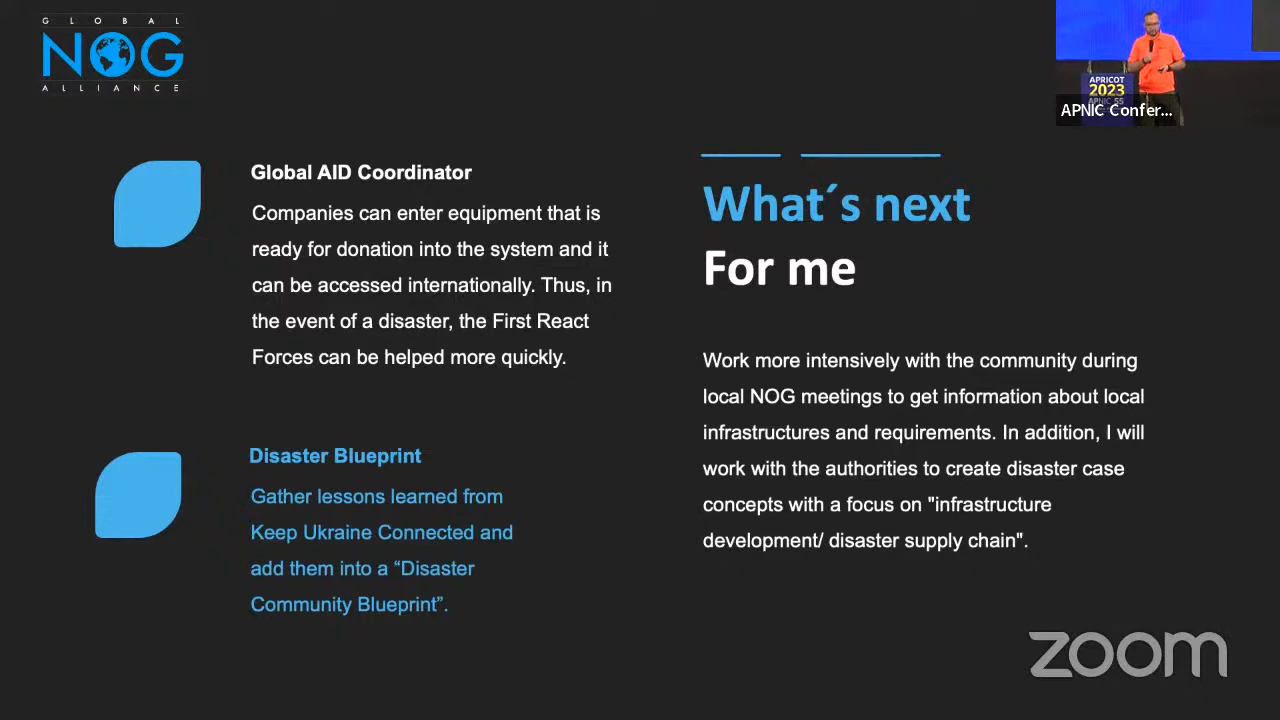 GLOBAL
NOG
ALLIANCE
APRICOT
2023
APNIC 55
APNIC Confer...
Global AID Coordinator
Companies can enter equipment that is
ready for donation into the system and it
can be accessed internationally. Thus, in
the event of a disaster, the First React
Forces can be helped more quickly.
Disaster Blueprint
Gather lessons learned from
Keep Ukraine Connected and
add them into a “Disaster
Community Blueprint”.
What´s next
For me
Work more intensively with the community during
local NOG meetings to get information about local
infrastructures and requirements. In addition, I will
work with the authorities to create disaster case
concepts with a focus on "infrastructure
development/ disaster supply chain".
zoom